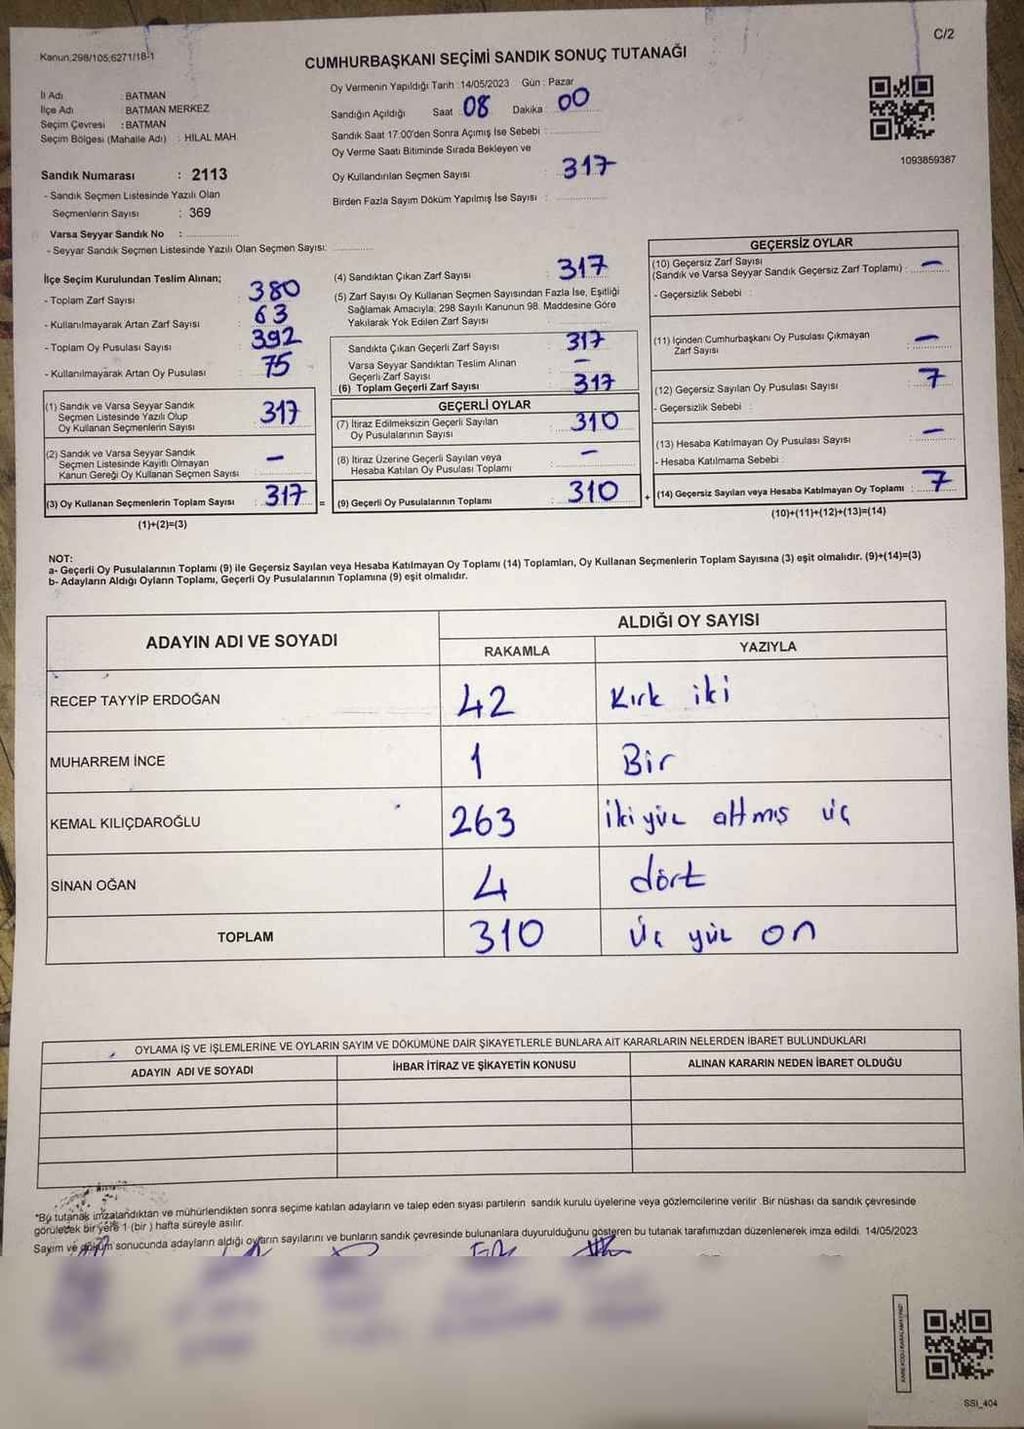 C/2
Kanun;298/105;6271/18-1
CUMHURBAŞKANI SEÇİMİ SANDIK SONUÇ TUTANAĞI
İl Adı : BATMAN
İlçe Adı : BATMAN MERKEZ
Seçim Çevresi : BATMAN
Seçim Bölgesi (Mahalle Adı) : HİLAL MAH.
Oy Vermenin Yapıldığı Tarih :14/05/2023 Gün : Pazar
Sandığın Açıldığı Saat : 08 Dakika : 00
Sandık Saat 17:00'den Sonra Açımış İse Sebebi :
Oy Verme Saati Bitiminde Sırada Bekleyen ve
Oy Kullandırılan Seçmen Sayısı : 317
Birden Fazla Sayım Döküm Yapılmış İse Sayısı :
1093859387
Sandık Numarası : 2113
- Sandık Seçmen Listesinde Yazılı Olan
Seçmenlerin Sayısı : 369
Varsa Seyyar Sandık No :
- Seyyar Sandık Seçmen Listesinde Yazılı Olan Seçmen Sayısı:
İlçe Seçim Kurulundan Teslim Alınan;
- Toplam Zarf Sayısı : 380
- Kullanılmayarak Artan Zarf Sayısı : 63
- Toplam Oy Pusulası Sayısı : 392
- Kullanılmayarak Artan Oy Pusulası : 75
(1) Sandık ve Varsa Seyyar Sandık
Seçmen Listesinde Yazılı Olup
Oy Kullanan Seçmenlerin Sayısı : 317
(2) Sandık ve Varsa Seyyar Sandık
Seçmen Listesinde Kayıtlı Olmayan
Kanun Gereği Oy Kullanan Seçmen Sayısı : -
(3) Oy Kullanan Seçmenlerin Toplam Sayısı : 317 =
(1)+(2)=(3)
(4) Sandıktan Çıkan Zarf Sayısı : 317
(5) Zarf Sayısı Oy Kullanan Seçmen Sayısından Fazla İse, Eşitliği
Sağlamak Amacıyla; 298 Sayılı Kanunun 98. Maddesine Göre
Yakılarak Yok Edilen Zarf Sayısı :
Sandıkta Çıkan Geçerli Zarf Sayısı : 317
Varsa Seyyar Sandıktan Teslim Alınan
Geçerli Zarf Sayısı : -
(6) Toplam Geçerli Zarf Sayısı : 317
GEÇERLİ OYLAR
(7) İtiraz Edilmeksizin Geçerli Sayılan
Oy Pusulalarının Sayısı : 310
(8) İtiraz Üzerine Geçerli Sayılan veya
Hesaba Katılan Oy Pusulası Toplamı : -
(9) Geçerli Oy Pusulalarının Toplamı : 310 +
GEÇERSİZ OYLAR
(10) Geçersiz Zarf Sayısı
(Sandık ve Varsa Seyyar Sandık Geçersiz Zarf Toplamı) : -
- Geçersizlik Sebebi :
(11) İçinden Cumhurbaşkanı Oy Pusulası Çıkmayan
Zarf Sayısı : -
(12) Geçersiz Sayılan Oy Pusulası Sayısı : 7
- Geçersizlik Sebebi :
(13) Hesaba Katılmayan Oy Pusulası Sayısı : -
- Hesaba Katılmama Sebebi :
(14) Geçersiz Sayılan veya Hesaba Katılmayan Oy Toplamı : 7
(10)+(11)+(12)+(13)=(14)
NOT:
a- Geçerli Oy Pusulalarının Toplamı (9) ile Geçersiz Sayılan veya Hesaba Katılmayan Oy Toplamı (14) Toplamları, Oy Kullanan Seçmenlerin Toplam Sayısına (3) eşit olmalıdır. (9)+(14)=(3)
b- Adayların Aldığı Oyların Toplamı, Geçerli Oy Pusulalarının Toplamına (9) eşit olmalıdır.
ADAYIN ADI VE SOYADI
ALDIĞI OY SAYISI
RAKAMLA YAZIYLA
RECEP TAYYİP ERDOĞAN 42 Kırk iki
MUHARREM İNCE 1 Bir
KEMAL KILIÇDAROĞLU 263 iki yüz altmış üç
SİNAN OĞAN 4 dört
TOPLAM 310 Üç yüz on
OYLAMA İŞ VE İŞLEMLERİNE VE OYLARIN SAYIM VE DÖKÜMÜNE DAİR ŞİKAYETLERLE BUNLARA AİT KARARLARIN NELERDEN İBARET BULUNDUKLARI
ADAYIN ADI VE SOYADI İHBAR İTİRAZ VE ŞİKAYETİN KONUSU ALINAN KARARIN NEDEN İBARET OLDUĞU
*Bu tutanak imzalandıktan ve mühürlendikten sonra seçime katılan adayların ve talep eden siyasi partilerin sandık kurulu üyelerine veya gözlemcilerine verilir. Bir nüshası da sandık çevresinde
görülebilecek bir yere 1 (bir ) hafta süreyle asılır.
Sayım ve döküm sonucunda adayların aldığı oyların sayılarını ve bunların sandık çevresinde bulunanlara duyurulduğunu gösteren bu tutanak tarafımızdan düzenlenerek imza edildi. 14/05/2023
SSI_404